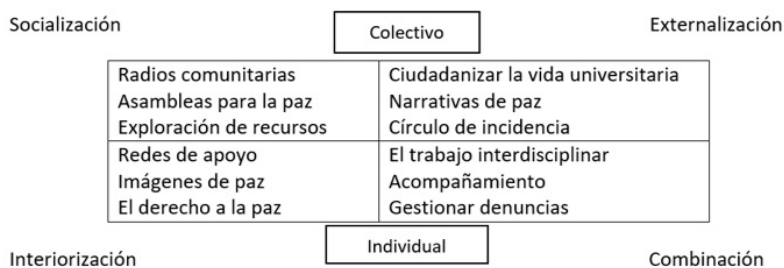 Socialización
Colectivo
Externalización
Radios comunitarias
Ciudadanizar la vida universitaria
Asambleas para la paz
Narrativas de paz
Exploración de recursos
Círculo de incidencia
Redes de apoyo
El trabajo interdisciplinar
Imágenes de paz
Acompañamiento
El derecho a la paz
Gestionar denuncias
Interiorización
Individual
Combinación